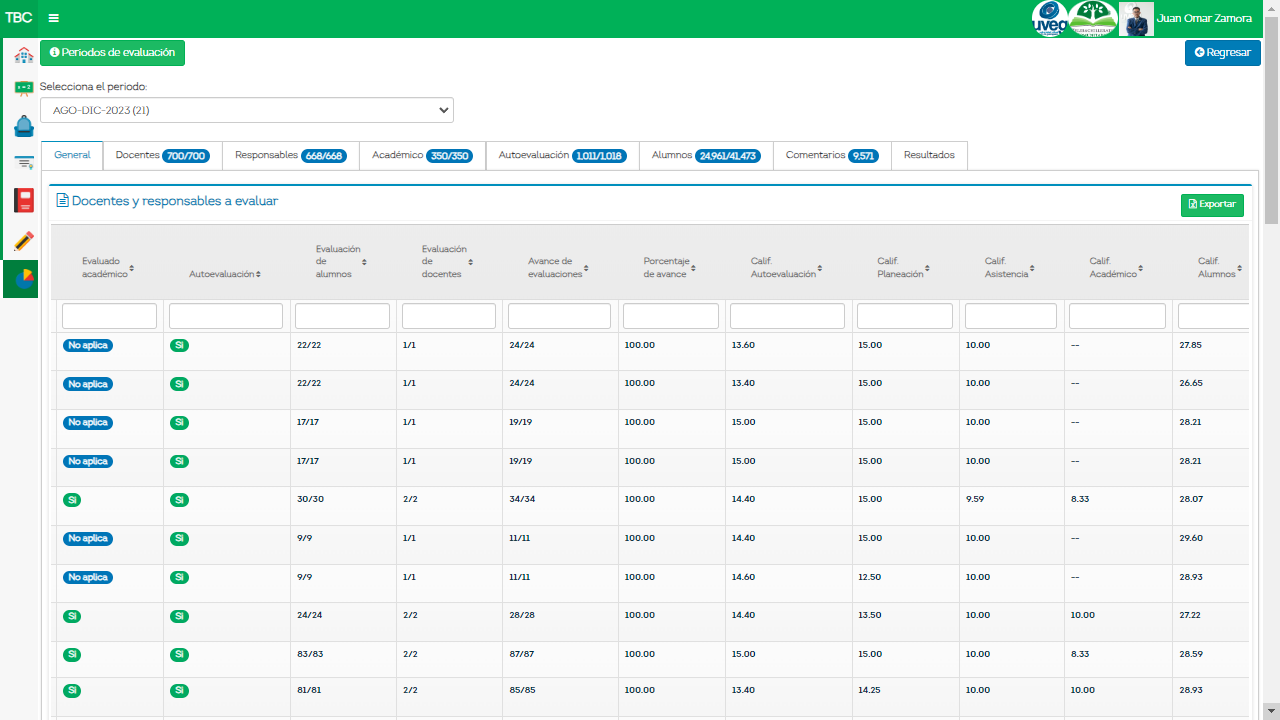 TBC
uveg
Juan Omar Zamora
Periodos de evaluación
Regresar
Selecciona el periodo:
AGO-DIC-2023 (21)
General Docentes 700/700 Responsables 668/668 Académico 350/350 Autoevaluación 1,011/1,018 Alumnos 24,961/41,473 Comentarios 9,571 Resultados
Docentes y responsables a evaluar
Exportar
Evaluado académico Autoevaluación Evaluación de alumnos Evaluación de docentes Avance de evaluaciones Porcentaje de avance Calif. Autoevaluación Calif. Planeación Calif. Asistencia Calif. Académico Calif. Alumnos
No aplica Si 22/22 1/1 24/24 100.00 13.60 15.00 10.00 -- 27.85
No aplica Si 22/22 1/1 24/24 100.00 13.40 15.00 10.00 -- 26.65
No aplica Si 17/17 1/1 19/19 100.00 15.00 15.00 10.00 -- 28.21
No aplica Si 17/17 1/1 19/19 100.00 15.00 15.00 10.00 -- 28.21
Si Si 30/30 2/2 34/34 100.00 14.40 15.00 9.59 8.33 28.07
No aplica Si 9/9 1/1 11/11 100.00 14.40 15.00 10.00 -- 29.60
No aplica Si 9/9 1/1 11/11 100.00 14.60 12.50 10.00 -- 28.93
Si Si 24/24 2/2 28/28 100.00 14.40 13.50 10.00 10.00 27.22
Si Si 83/83 2/2 87/87 100.00 15.00 15.00 10.00 8.33 28.59
Si Si 81/81 2/2 85/85 100.00 13.40 14.25 10.00 10.00 28.93